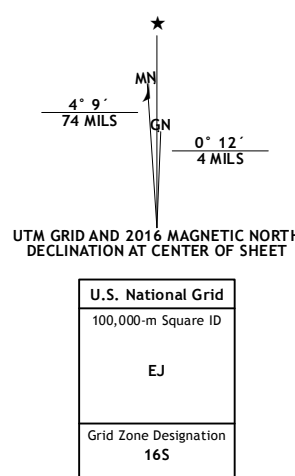 ★
MN
4° 9´
74 MILS
GN
0° 12´
4 MILS
UTM GRID AND 2016 MAGNETIC NORTH
DECLINATION AT CENTER OF SHEET
U.S. National Grid
100,000-m Square ID
EJ
Grid Zone Designation
16S